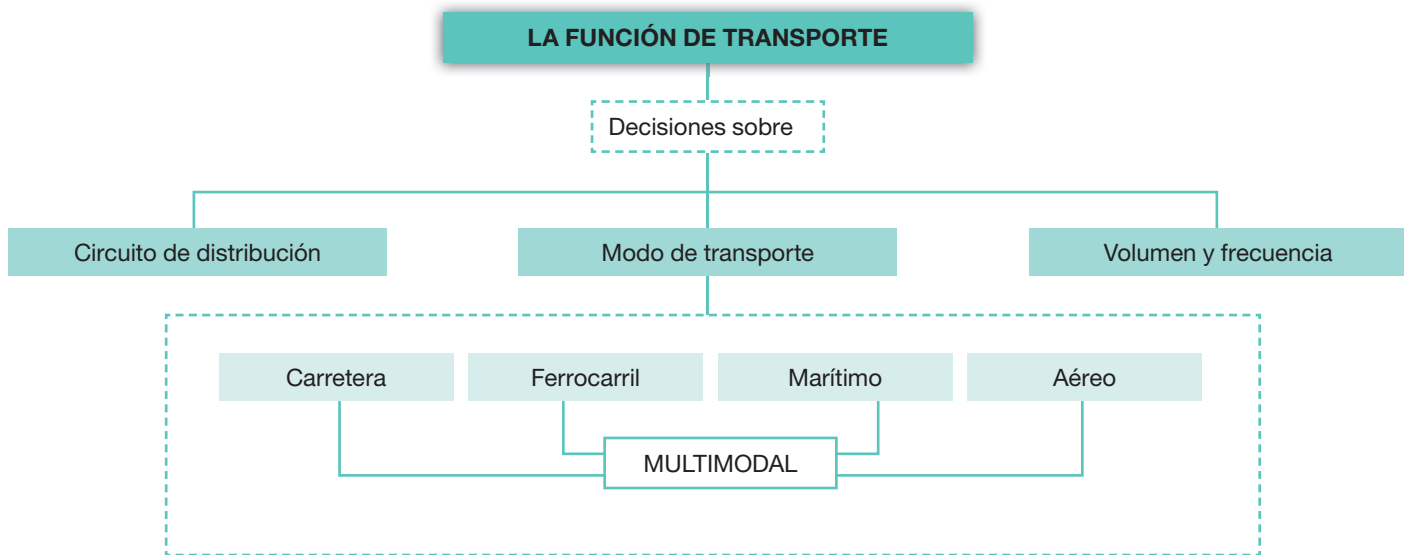 LA FUNCIÓN DE TRANSPORTE
Decisiones sobre
Circuito de distribución
Modo de transporte
Volumen y frecuencia
Carretera
Ferrocarril
Marítimo
Aéreo
MULTIMODAL